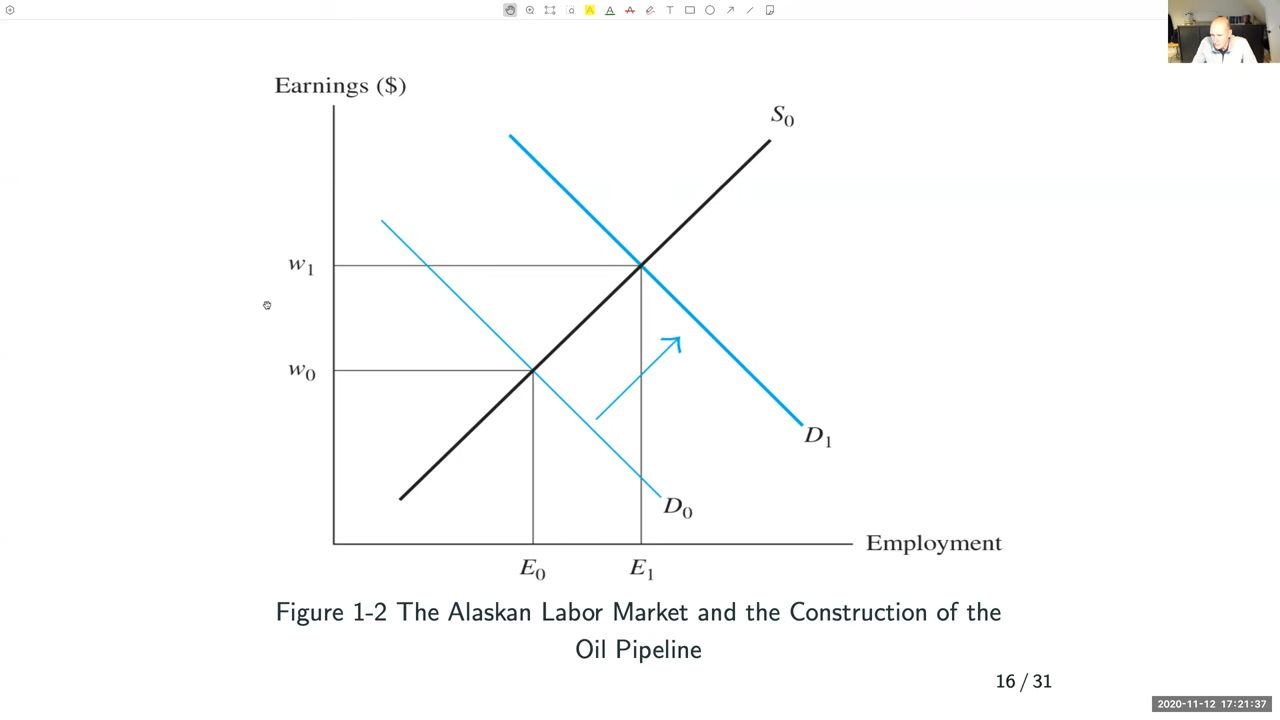 Earnings ($)
S₀
w₁
w₀
D₁
D₀
Employment
E₀ E₁
Figure 1-2 The Alaskan Labor Market and the Construction of the
Oil Pipeline
16 / 31
2020-11-12 17:21:37